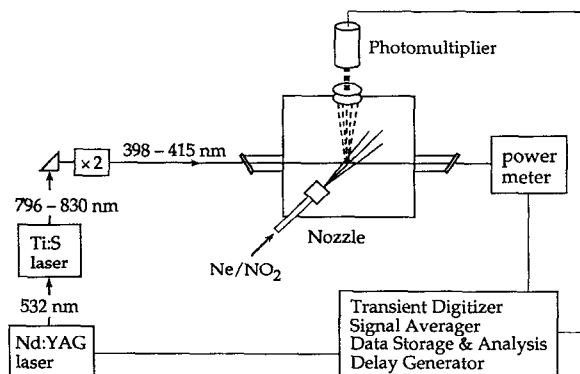 Photomultiplier
398 – 415 nm
× 2
power
meter
796 – 830 nm
Nozzle
Ti:S
laser
Ne/NO₂
532 nm
Transient Digitizer
Signal Averager
Data Storage & Analysis
Delay Generator
Nd:YAG
laser